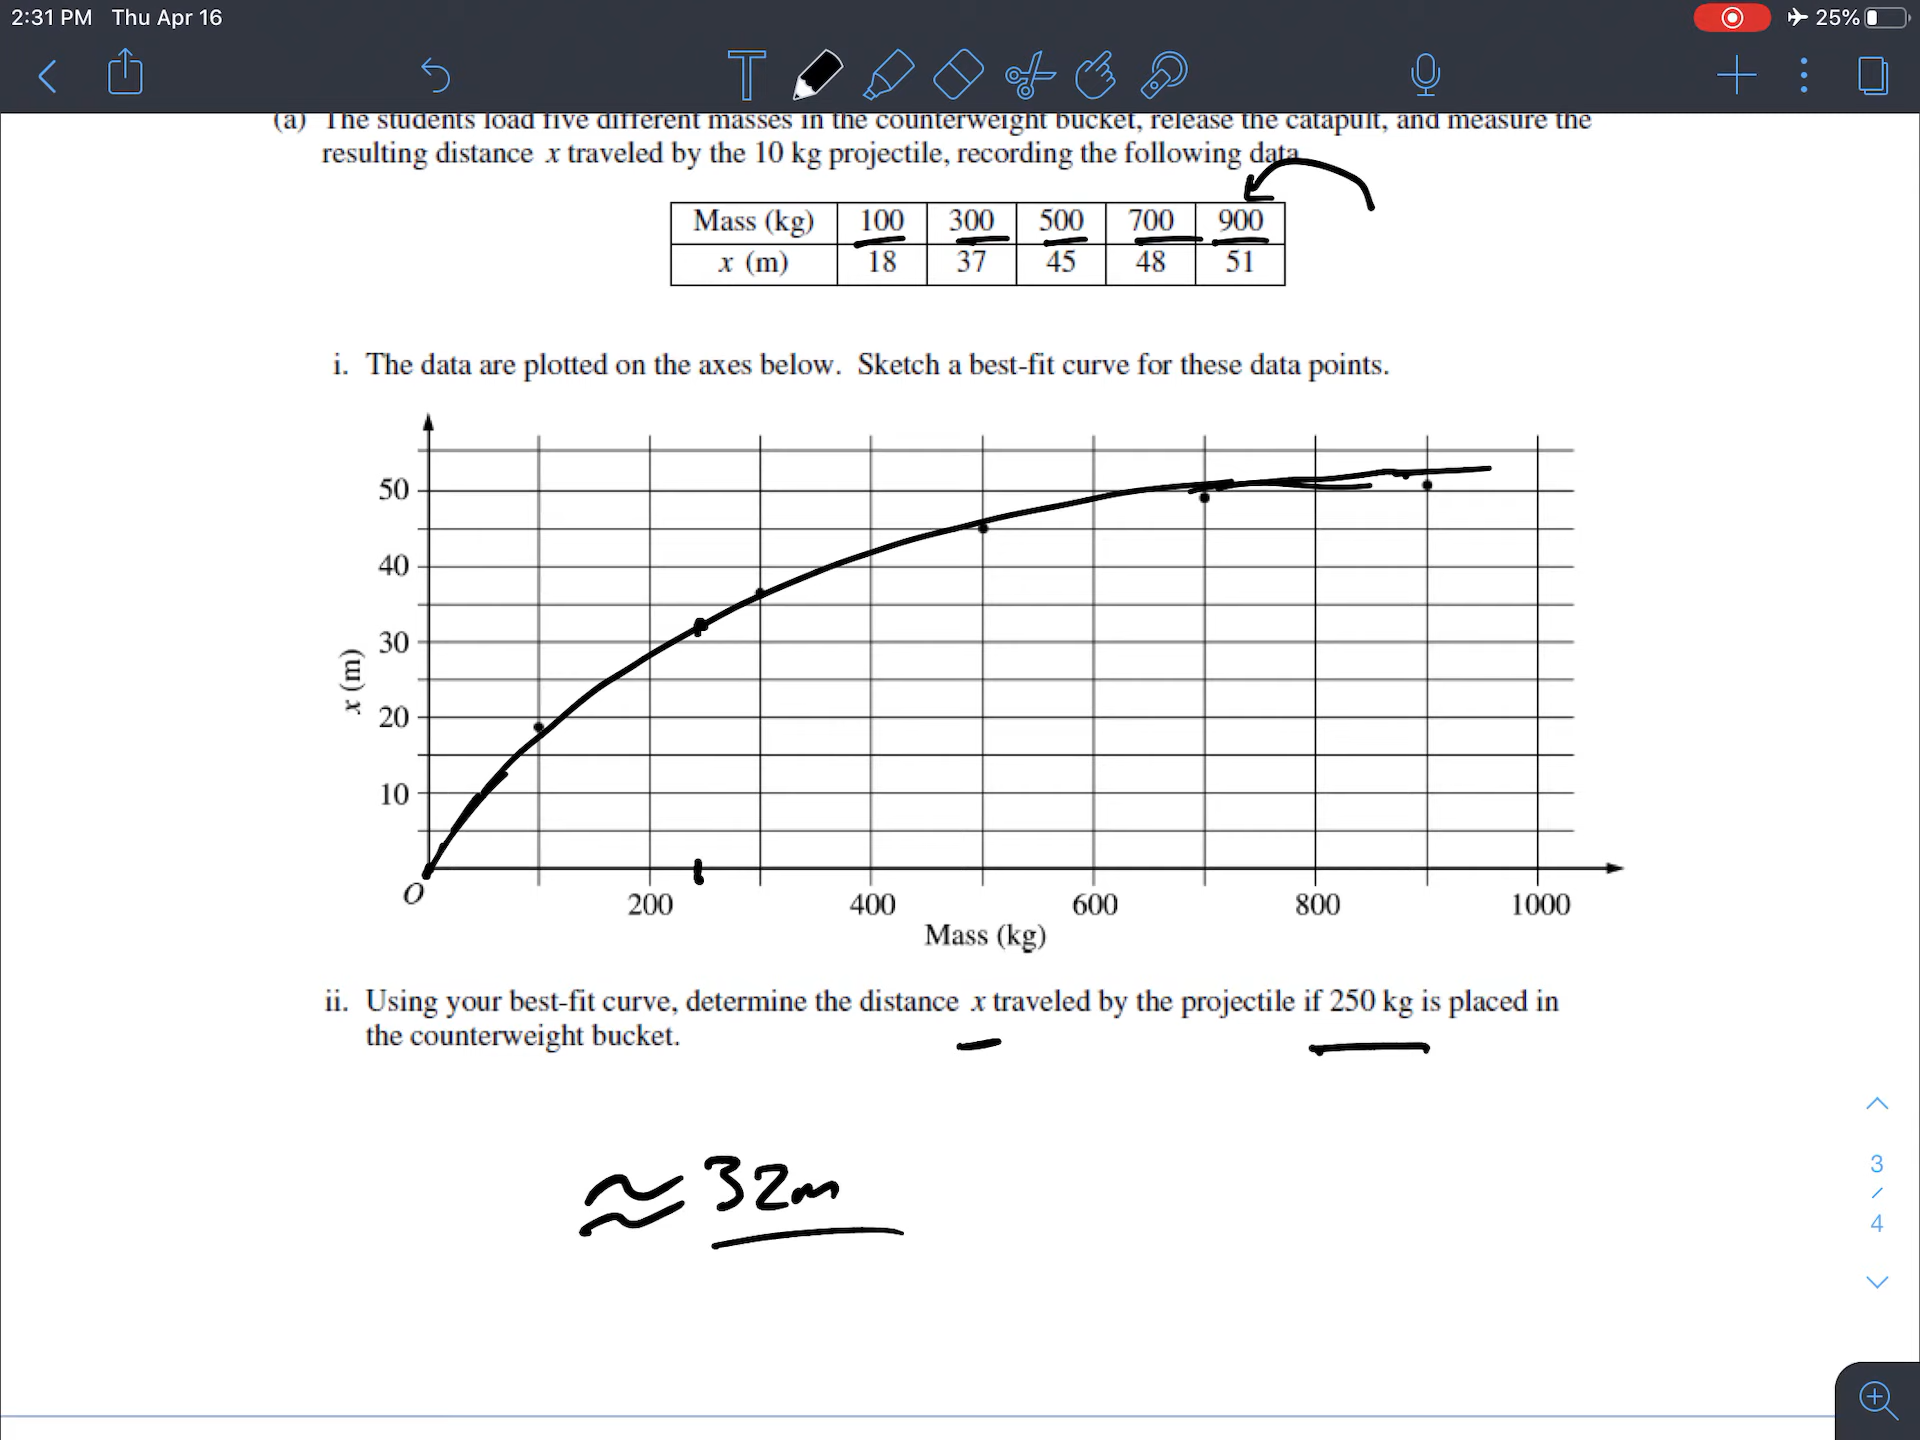 2:31 PM Thu Apr 16
25%
T
(a) The students load five different masses in the counterweight bucket, release the catapult, and measure the
resulting distance x traveled by the 10 kg projectile, recording the following data.
Mass (kg) 100 300 500 700 900
x (m) 18 37 45 48 51
i. The data are plotted on the axes below. Sketch a best-fit curve for these data points.
50
40
30
20
10
x (m)
O
200 400 600 800 1000
Mass (kg)
ii. Using your best-fit curve, determine the distance x traveled by the projectile if 250 kg is placed in
the counterweight bucket.
≈ 32m
3
/
4